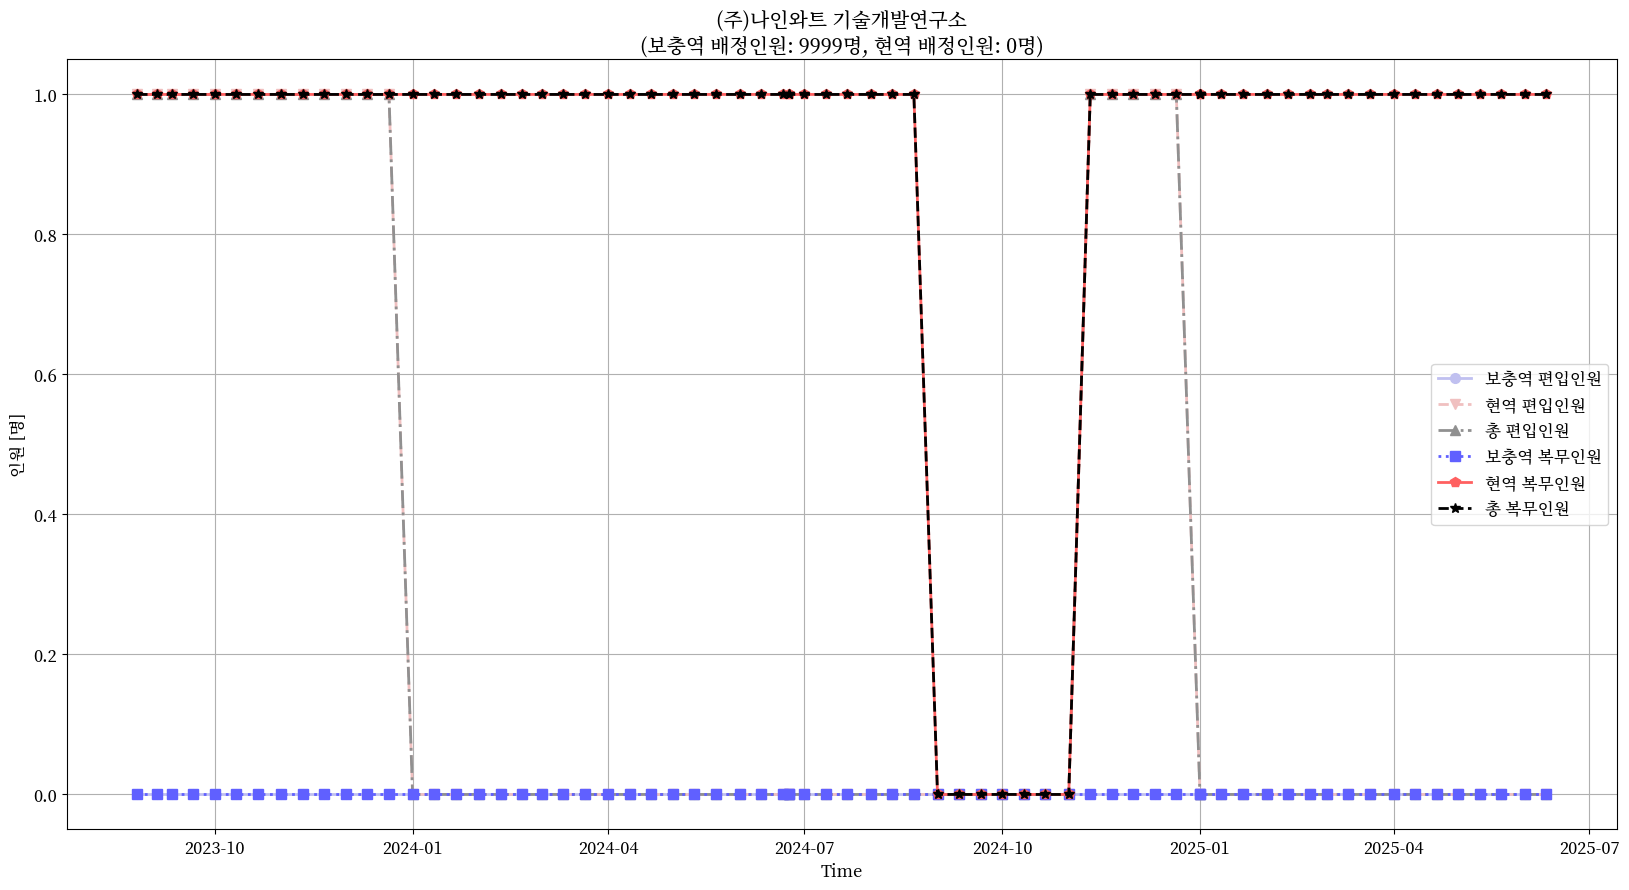 (주)나인와트 기술개발연구소
(보충역 배정인원: 9999명, 현역 배정인원: 0명)
1.0
0.8
0.6
0.4
0.2
0.0
인원 [명]
보충역 편입인원
현역 편입인원
총 편입인원
보충역 복무인원
현역 복무인원
총 복무인원
2023-10
2024-01
2024-04
2024-07
2024-10
2025-01
2025-04
2025-07
Time